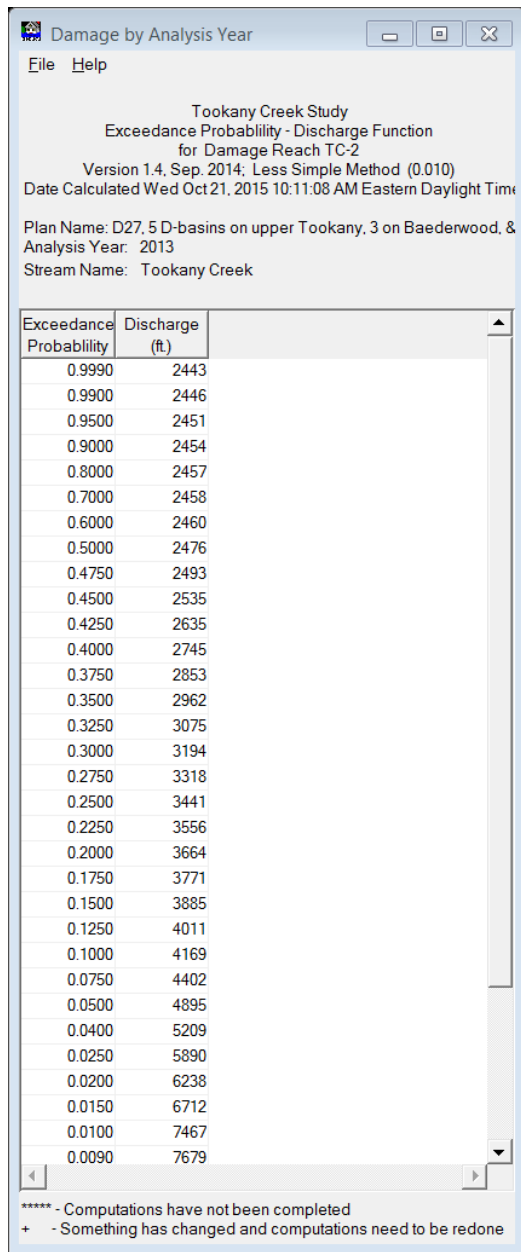 Damage by Analysis Year
File Help
Tookany Creek Study
Exceedance Probablility - Discharge Function
for Damage Reach TC-2
Version 1.4, Sep. 2014; Less Simple Method (0.010)
Date Calculated Wed Oct 21, 2015 10:11:08 AM Eastern Daylight Time
Plan Name: D27, 5 D-basins on upper Tookany, 3 on Baederwood, &
Analysis Year: 2013
Stream Name: Tookany Creek
Exceedance Discharge
Probablility (ft.)
0.9990 2443
0.9900 2446
0.9500 2451
0.9000 2454
0.8000 2457
0.7000 2458
0.6000 2460
0.5000 2476
0.4750 2493
0.4500 2535
0.4250 2635
0.4000 2745
0.3750 2853
0.3500 2962
0.3250 3075
0.3000 3194
0.2750 3318
0.2500 3441
0.2250 3556
0.2000 3664
0.1750 3771
0.1500 3885
0.1250 4011
0.1000 4169
0.0750 4402
0.0500 4895
0.0400 5209
0.0250 5890
0.0200 6238
0.0150 6712
0.0100 7467
0.0090 7679
***** - Computations have not been completed
+ - Something has changed and computations need to be redone